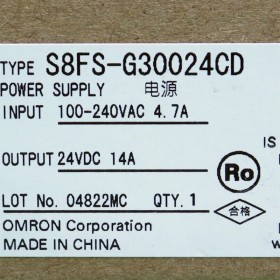 TYPE S8FS-G30024CD
POWER SUPPLY 电源
INPUT 100-240VAC 4.7A
IS
OUTPUT 24VDC 14A
Ro
LOT No. 04822MC QTY. 1
合格
OMRON Corporation
MADE IN CHINA